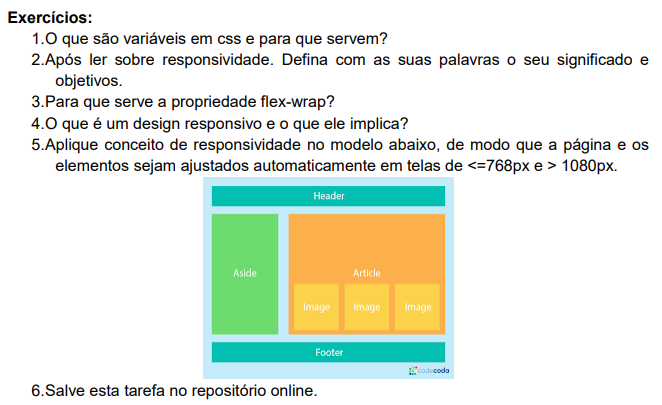 Exercícios:
1.O que são variáveis em css e para que servem?
2.Após ler sobre responsividade. Defina com as suas palavras o seu significado e
objetivos.
3.Para que serve a propriedade flex-wrap?
4.O que é um design responsivo e o que ele implica?
5.Aplique conceito de responsividade no modelo abaixo, de modo que a página e os
elementos sejam ajustados automaticamente em telas de <=768px e > 1080px.
Header
Aside
Article
Image Image Image
Footer
codecoda
6.Salve esta tarefa no repositório online.